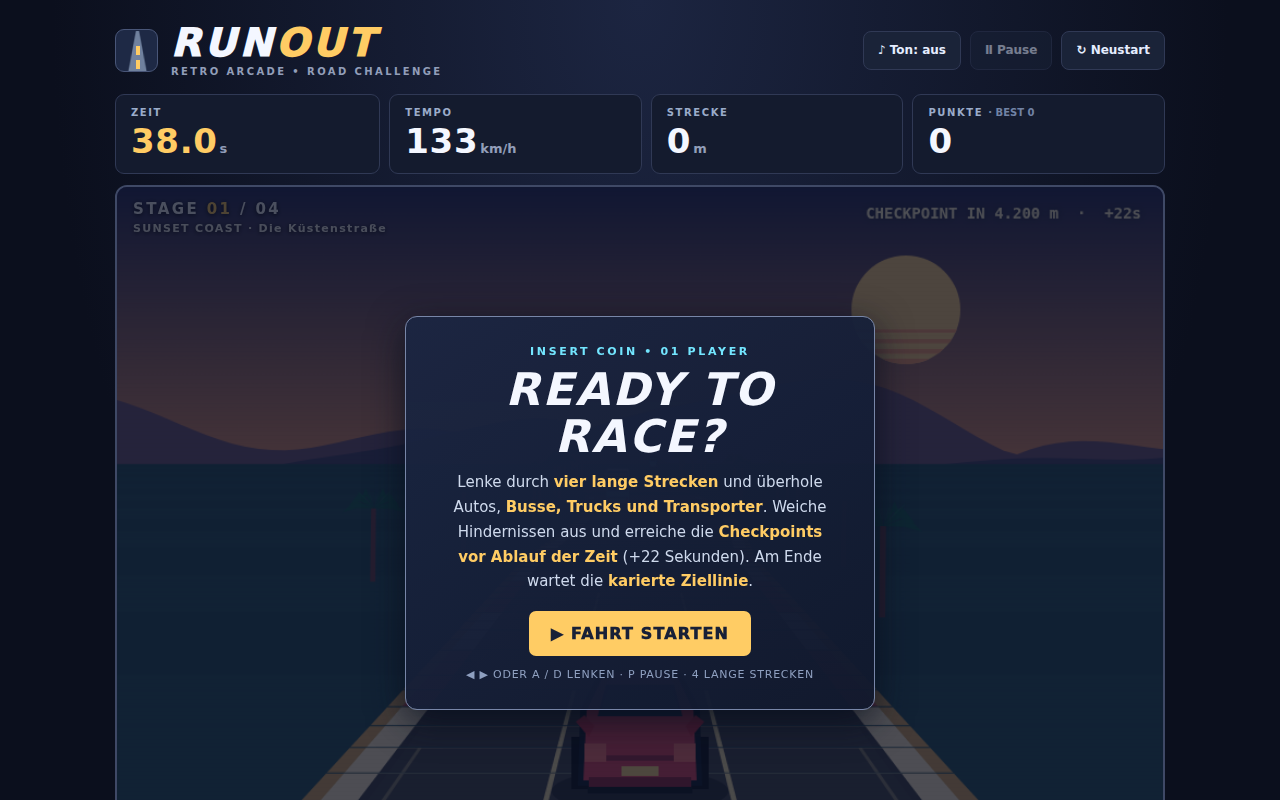 RUNOUT
RETRO ARCADE • ROAD CHALLENGE
♪ Ton: aus
⏸ Pause
↻ Neustart
ZEIT
38.0 s
TEMPO
133 km/h
STRECKE
0 m
PUNKTE · BEST 0
0
STAGE 01 / 04
SUNSET COAST · Die Küstenstraße
CHECKPOINT IN 4.200 m · +22s
INSERT COIN • 01 PLAYER
READY TO
RACE?
Lenke durch vier lange Strecken und überhole
Autos, Busse, Trucks und Transporter. Weiche
Hindernissen aus und erreiche die Checkpoints
vor Ablauf der Zeit (+22 Sekunden). Am Ende
wartet die karierte Ziellinie.
▶ FAHRT STARTEN
◀ ▶ ODER A / D LENKEN · P PAUSE · 4 LANGE STRECKEN